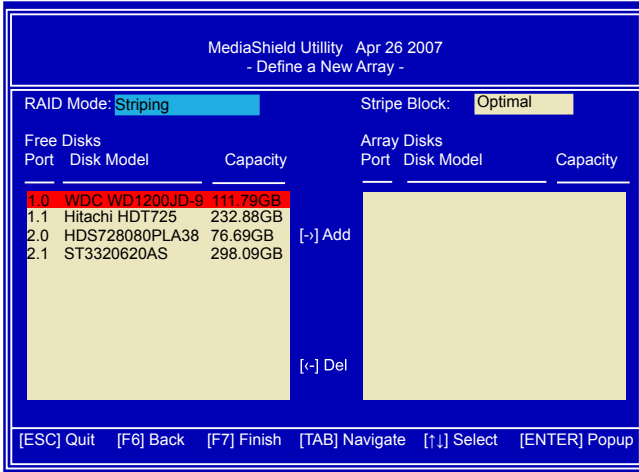 MediaShield Utillity Apr 26 2007
- Define a New Array -
RAID Mode: Striping Stripe Block: Optimal
Free Disks Array Disks
Port Disk Model Capacity Port Disk Model Capacity
1.0 WDC WD1200JD-9 111.79GB
1.1 Hitachi HDT725 232.88GB
2.0 HDS728080PLA38 76.69GB
[->] Add
2.1 ST3320620AS 298.09GB
[<-] Del
[ESC] Quit [F6] Back [F7] Finish [TAB] Navigate [↑↓] Select [ENTER] Popup